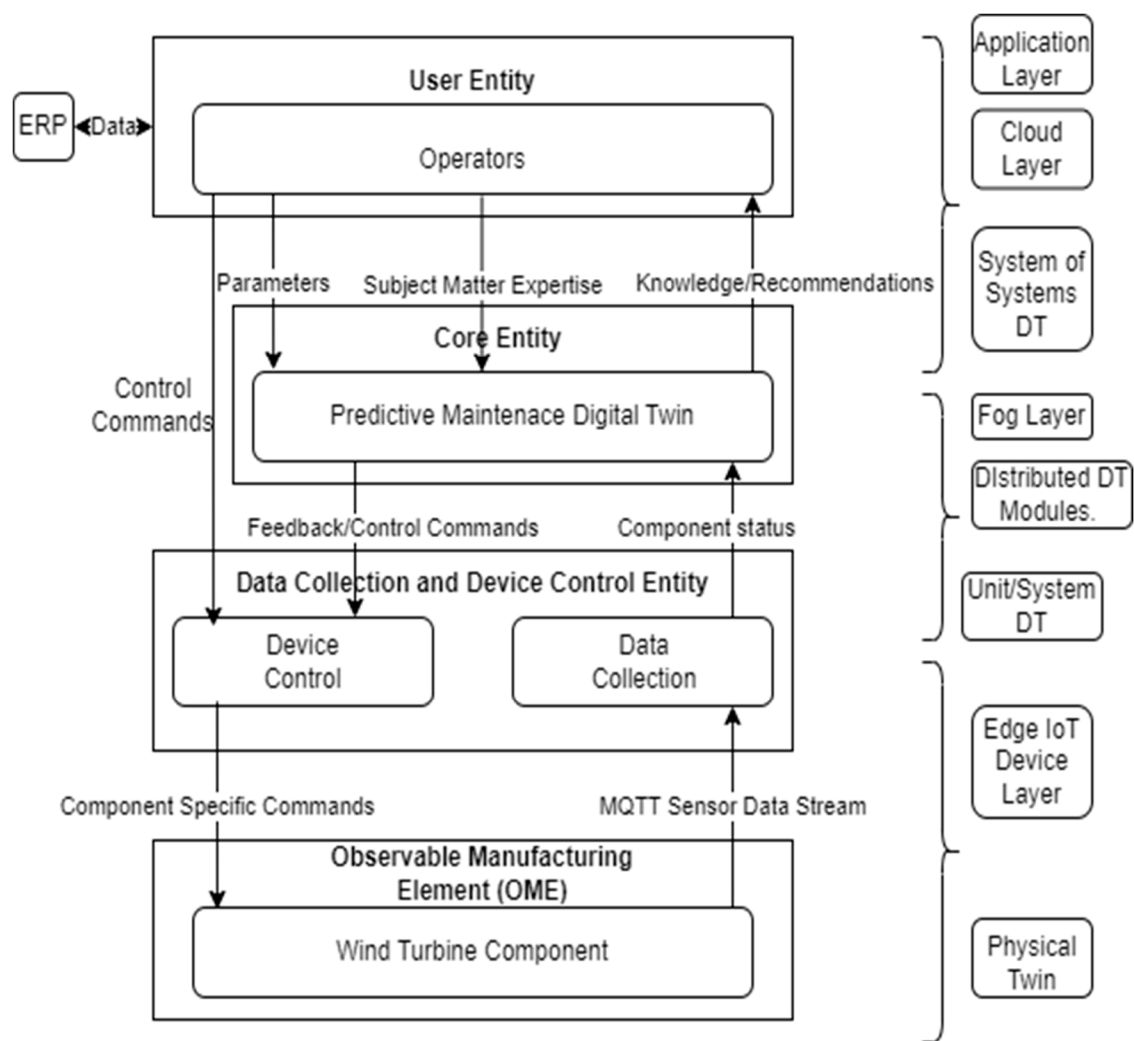 User Entity
Operators
ERP
Data
Parameters
Subject Matter Expertise
Knowledge/Recommendations
Core Entity
Predictive Maintenace Digital Twin
Control
Commands
Feedback/Control Commands
Component status
Data Collection and Device Control Entity
Device
Control
Data
Collection
Component Specific Commands
MQTT Sensor Data Stream
Observable Manufacturing
Element (OME)
Wind Turbine Component
Application
Layer
Cloud
Layer
System of
Systems
DT
Fog Layer
DIstributed DT
Modules.
Unit/System
DT
Edge IoT
Device
Layer
Physical
Twin